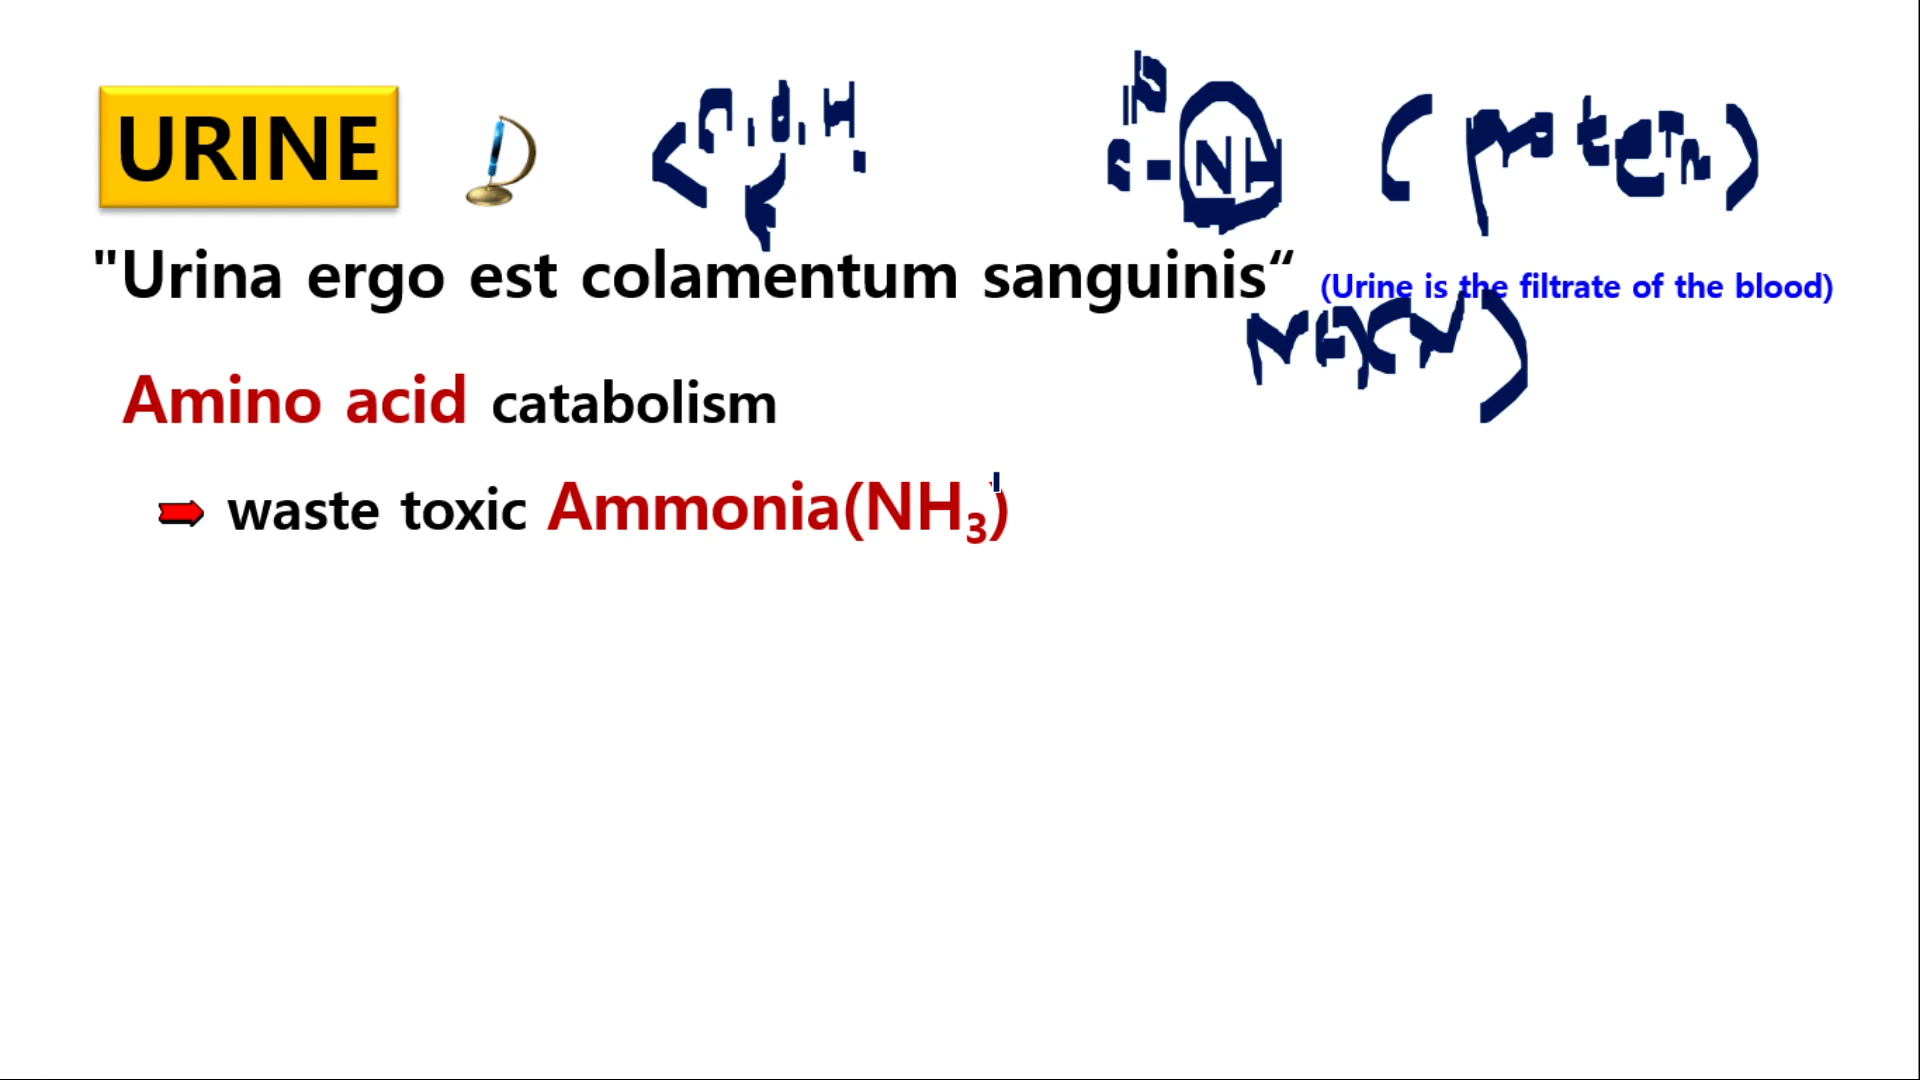 URINE
"Urina ergo est colamentum sanguinis“ (Urine is the filtrate of the blood)
Amino acid catabolism
waste toxic Ammonia(NH₃)